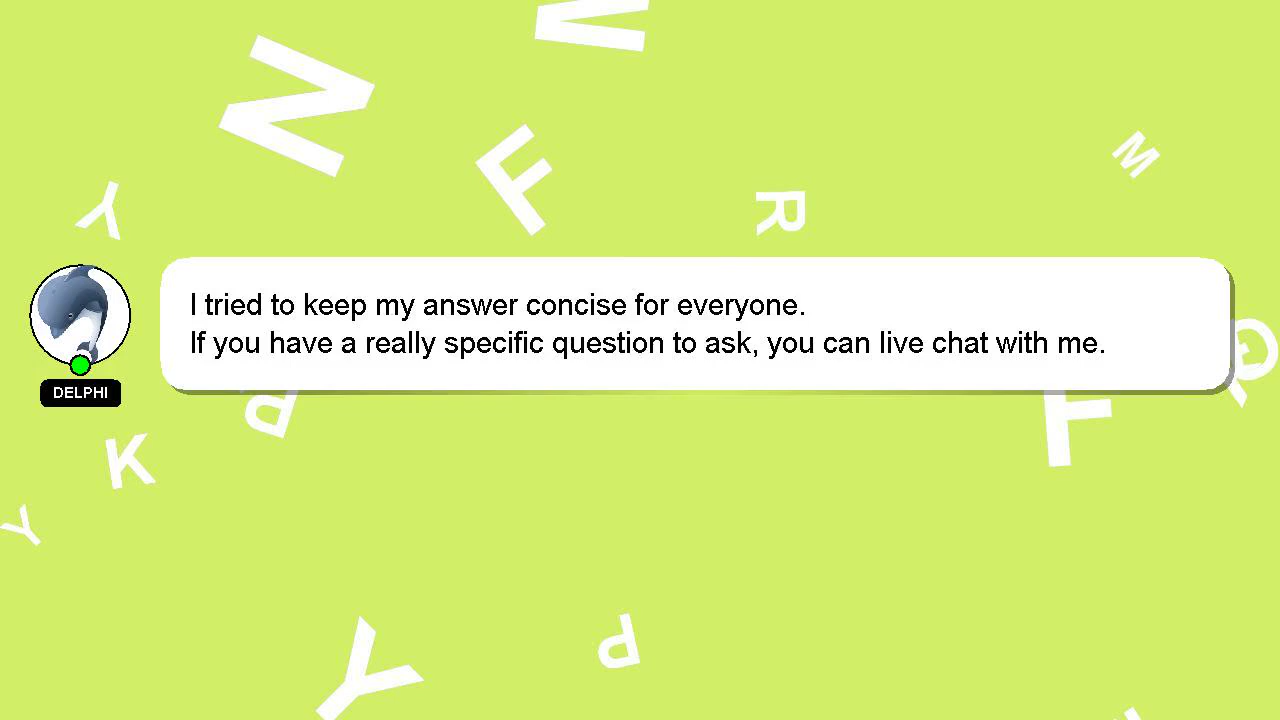 N
N
F
M
Y
R
I tried to keep my answer concise for everyone.
If you have a really specific question to ask, you can live chat with me.
DELPHI
R
F
K
Y
P
Y